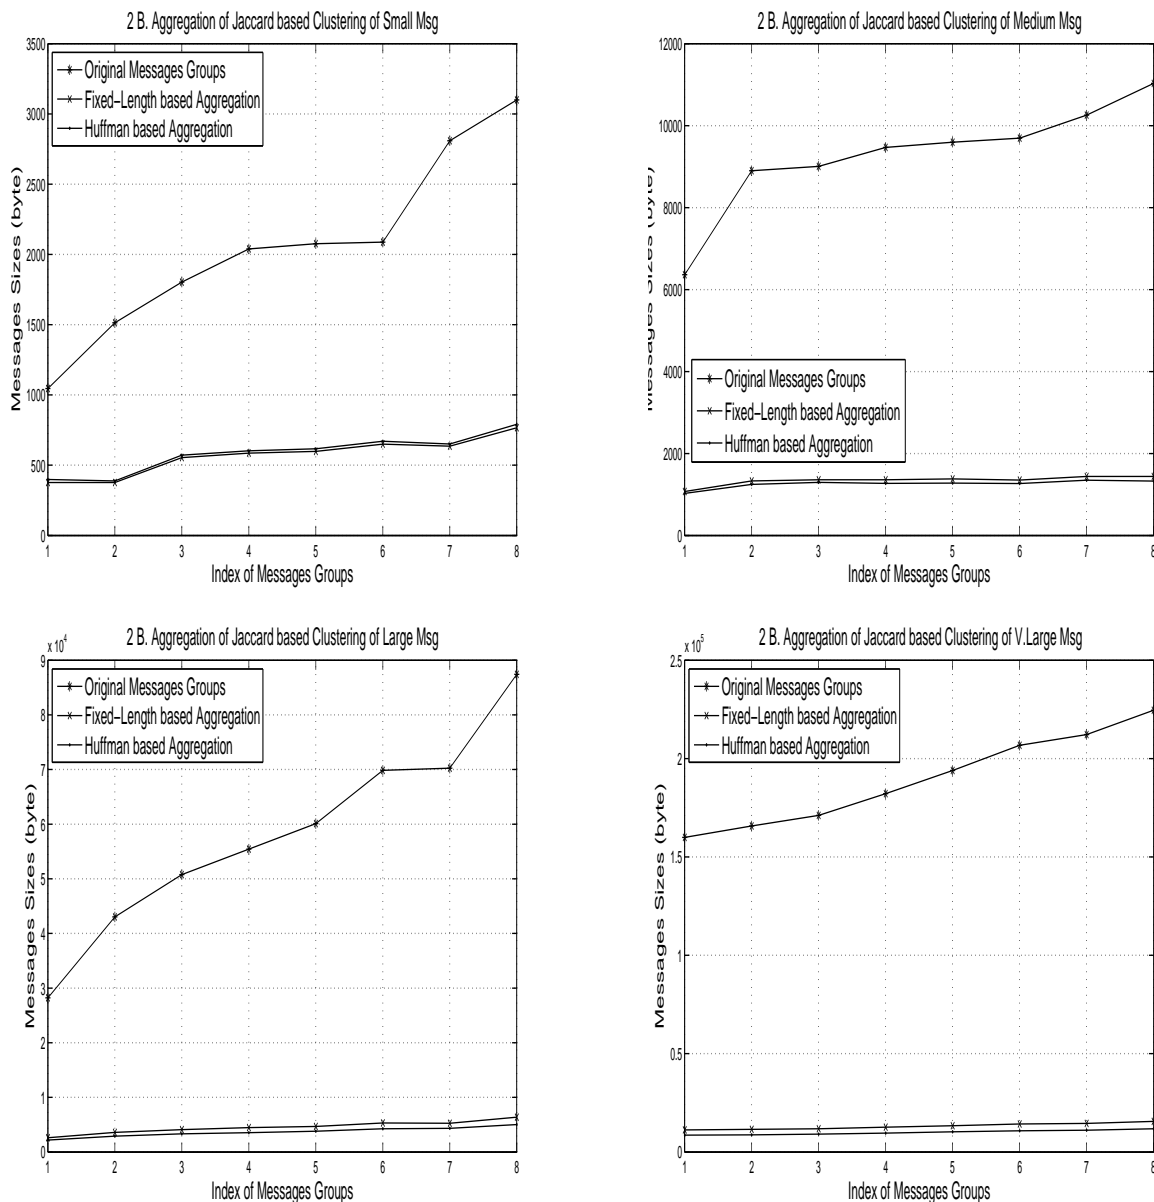 2 B. Aggregation of Jaccard based Clustering of Small Msg
3500
3000
2500
2000
1500
1000
500
0
Messages Sizes (byte)
Original Messages Groups
Fixed-Length based Aggregation
Huffman based Aggregation
1 2 3 4 5 6 7 8
Index of Messages Groups
2 B. Aggregation of Jaccard based Clustering of Medium Msg
12000
10000
8000
6000
4000
2000
0
Messages Sizes (byte)
Original Messages Groups
Fixed-Length based Aggregation
Huffman based Aggregation
1 2 3 4 5 6 7 8
Index of Messages Groups
2 B. Aggregation of Jaccard based Clustering of Large Msg
x 10^4
9
8
7
6
5
4
3
2
1
0
Messages Sizes (byte)
Original Messages Groups
Fixed-Length based Aggregation
Huffman based Aggregation
1 2 3 4 5 6 7 8
Index of Messages Groups
2 B. Aggregation of Jaccard based Clustering of V.Large Msg
x 10^5
2.5
2
1.5
1
0.5
0
Messages Sizes (byte)
Original Messages Groups
Fixed-Length based Aggregation
Huffman based Aggregation
1 2 3 4 5 6 7 8
Index of Messages Groups